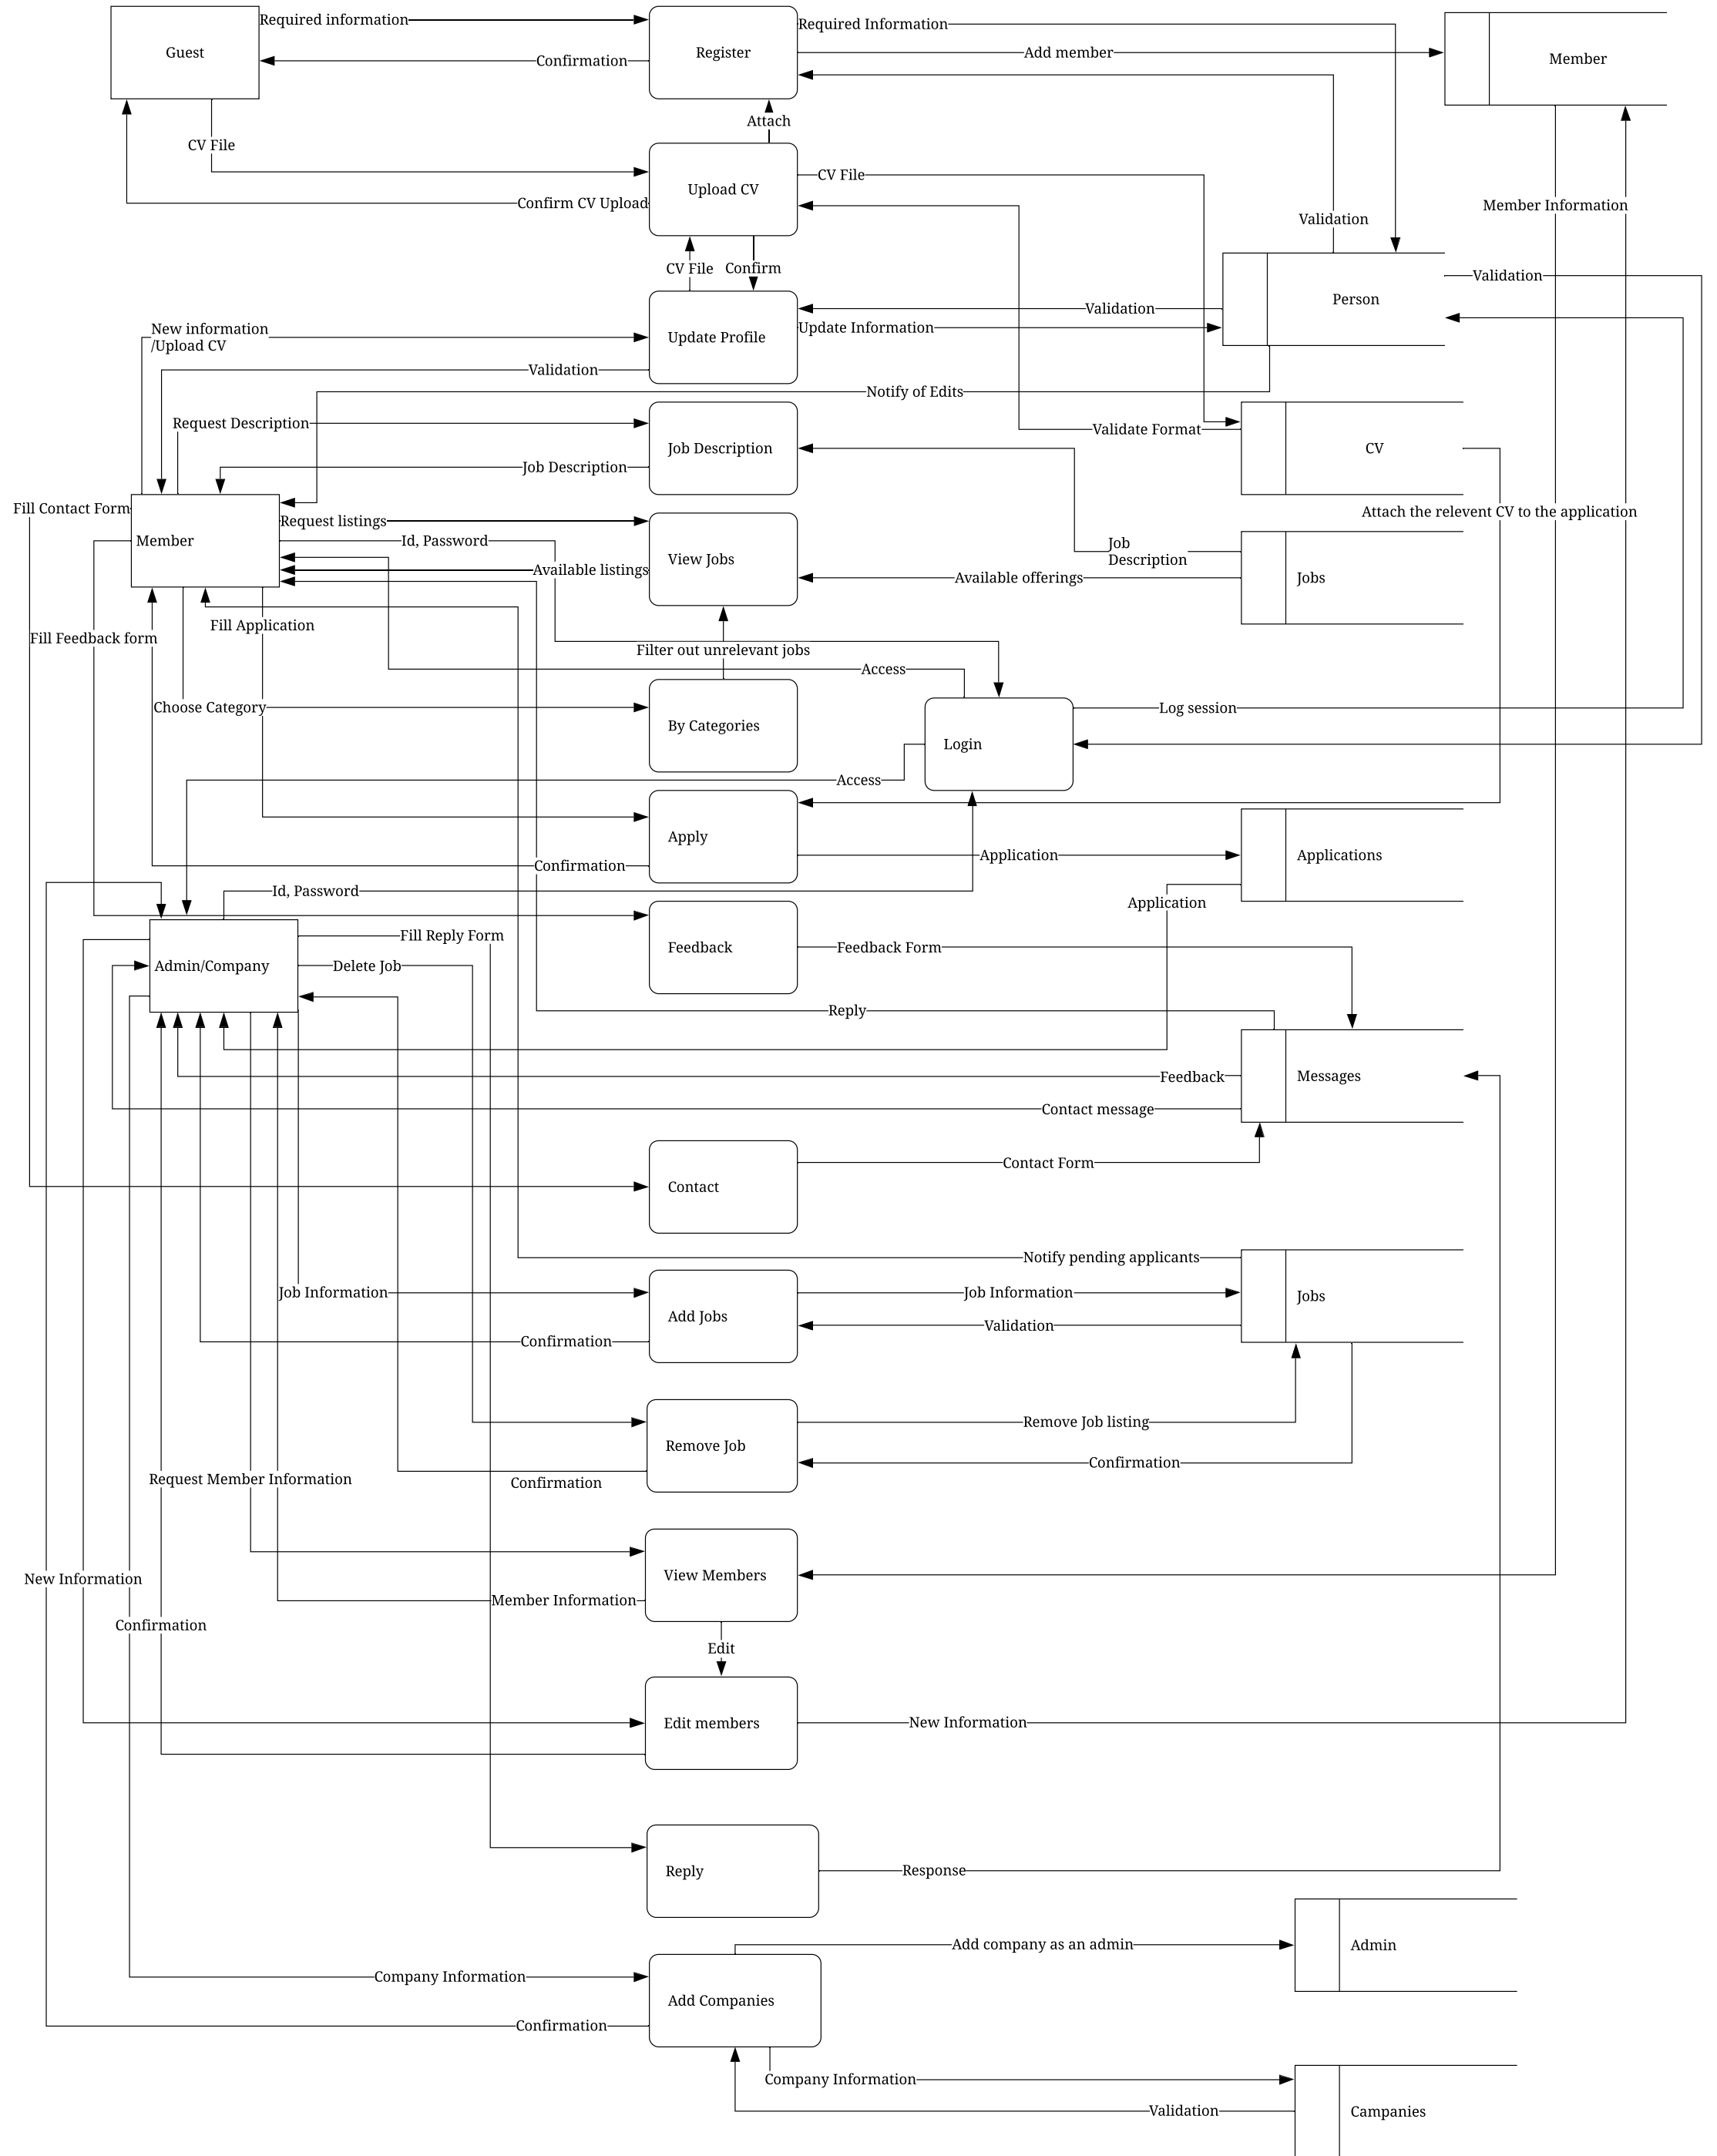 Required information
Required Information
Guest
Register
Add member
Member
Confirmation
Attach
CV File
CV File
Upload CV
Confirm CV Upload
Member Information
Validation
CV File
Confirm
Validation
Person
Validation
New information
/Upload CV
Update Information
Update Profile
Validation
Notify of Edits
Request Description
Validate Format
Job Description
CV
Job Description
Fill Contact Form
Attach the relevent CV to the application
Request listings
Member
Id, Password
Job
Description
View Jobs
Available listings
Available offerings
Jobs
Fill Application
Fill Feedback form
Filter out unrelevant jobs
Access
Choose Category
Log session
By Categories
Login
Access
Apply
Application
Applications
Confirmation
Id, Password
Application
Fill Reply Form
Feedback
Feedback Form
Admin/Company
Delete Job
Reply
Feedback
Messages
Contact message
Contact Form
Contact
Notify pending applicants
Job Information
Job Information
Jobs
Add Jobs
Validation
Confirmation
Remove Job listing
Remove Job
Confirmation
Request Member Information
Confirmation
View Members
New Information
Member Information
Confirmation
Edit
Edit members
New Information
Reply
Response
Add company as an admin
Admin
Company Information
Add Companies
Confirmation
Company Information
Validation
Campanies